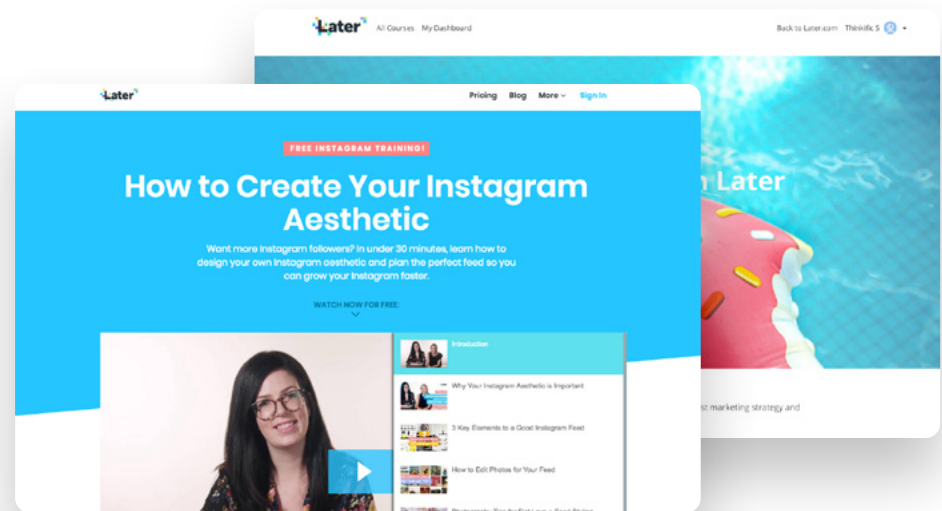 Later
All Courses My Dashboard
Back to Later.com Thinkific S
Later
Pricing Blog More Sign In
FREE INSTAGRAM TRAINING!
How to Create Your Instagram
Aesthetic
Want more Instagram followers? In under 30 minutes, learn how to
design your own Instagram aesthetic and plan the perfect feed so you
can grow your Instagram faster.
WATCH NOW FOR FREE:
Introduction
Why Your Instagram Aesthetic is Important
3 Key Elements to a Good Instagram Feed
How to Edit Photos for Your Feed
Later
marketing strategy and